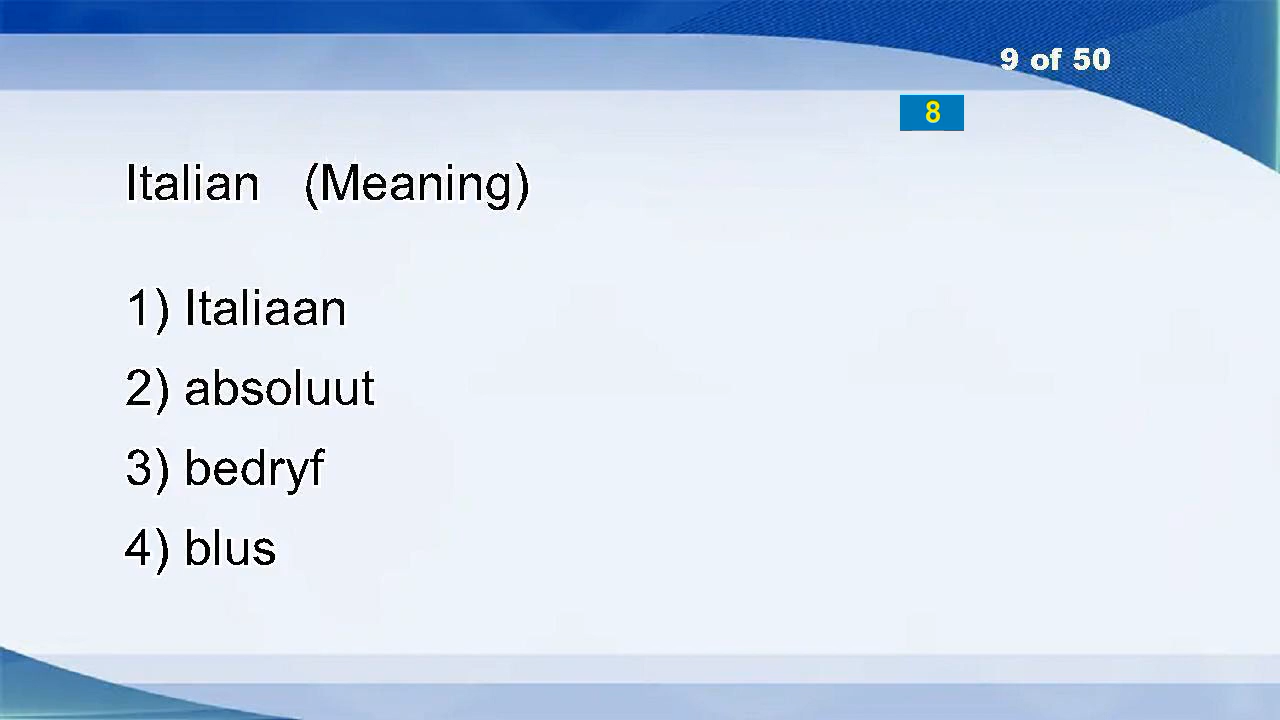 9 of 50
8
Italian (Meaning)
1) Italiaan
2) absoluut
3) bedryf
4) blus